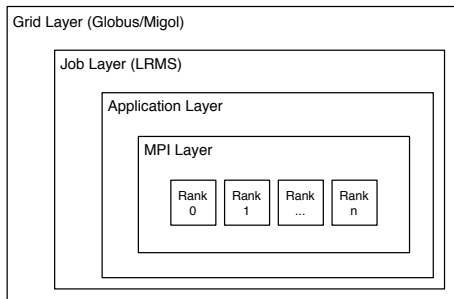 Grid Layer (Globus/Migol)
Job Layer (LRMS)
Application Layer
MPI Layer
Rank Rank Rank Rank
0 1 ... n